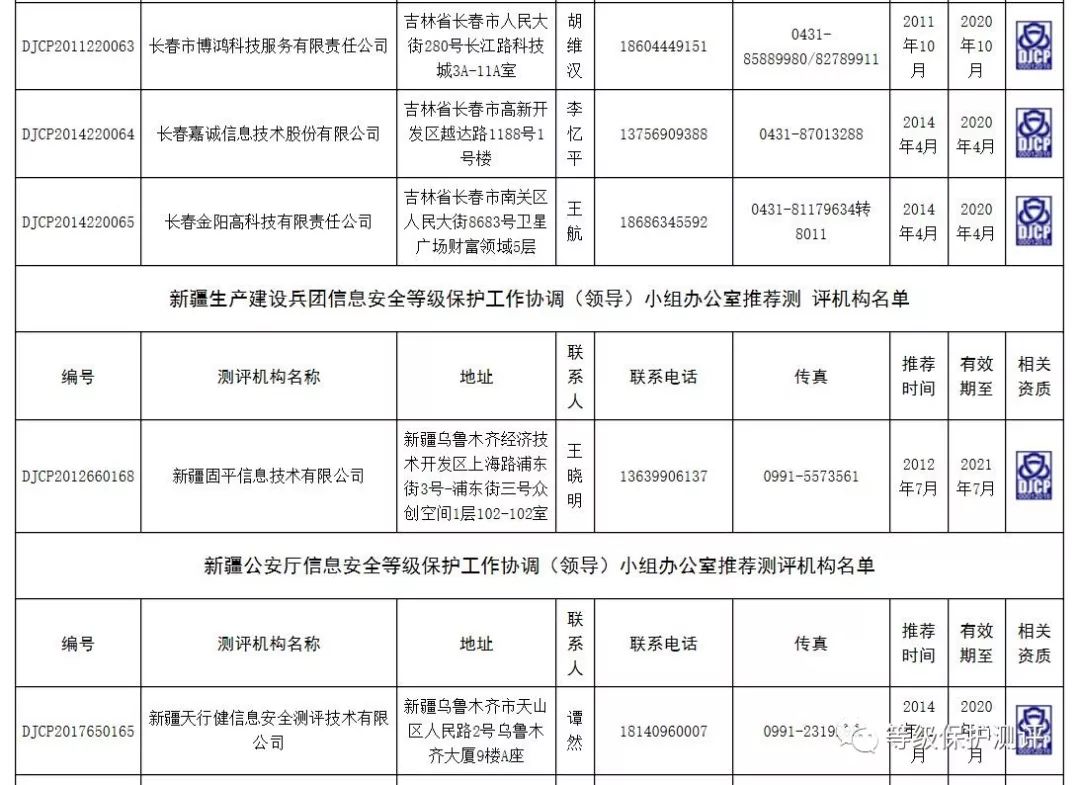 DJCP2011220063 长春市博鸿科技服务有限责任公司 吉林省长春市人民大街280号长江路科技城3A-11A室 胡维汉 18604449151 0431-85889980/82789911 2011年10月 2020年10月 DJCP
DJCP2014220064 长春嘉诚信息技术股份有限公司 吉林省长春市高新开发区越达路1188号1号楼 李忆平 13756909388 0431-87013288 2014年4月 2020年4月 DJCP
DJCP2014220065 长春金阳高科技有限责任公司 吉林省长春市南关区人民大街8683号卫星广场财富领域5层 王航 18686345592 0431-81179634转8011 2014年4月 2020年4月 DJCP
新疆生产建设兵团信息安全等级保护工作协调（领导）小组办公室推荐测 评机构名单
编号 测评机构名称 地址 联系人 联系电话 传真 推荐时间 有效期至 相关资质
DJCP2012660168 新疆固平信息技术有限公司 新疆乌鲁木齐经济技术开发区上海路浦东街3号-浦东街三号众创空间1层102-102室 王晓明 13639906137 0991-5573561 2012年7月 2021年7月 DJCP
新疆公安厅信息安全等级保护工作协调（领导）小组办公室推荐测评机构名单
编号 测评机构名称 地址 联系人 联系电话 传真 推荐时间 有效期至 相关资质
DJCP2017650165 新疆天行健信息安全测评技术有限公司 新疆乌鲁木齐市天山区人民路2号乌鲁木齐大厦9楼A座 谭然 18140960007 0991-2319 2014 月 2020 月 DJCP
等级保护测评